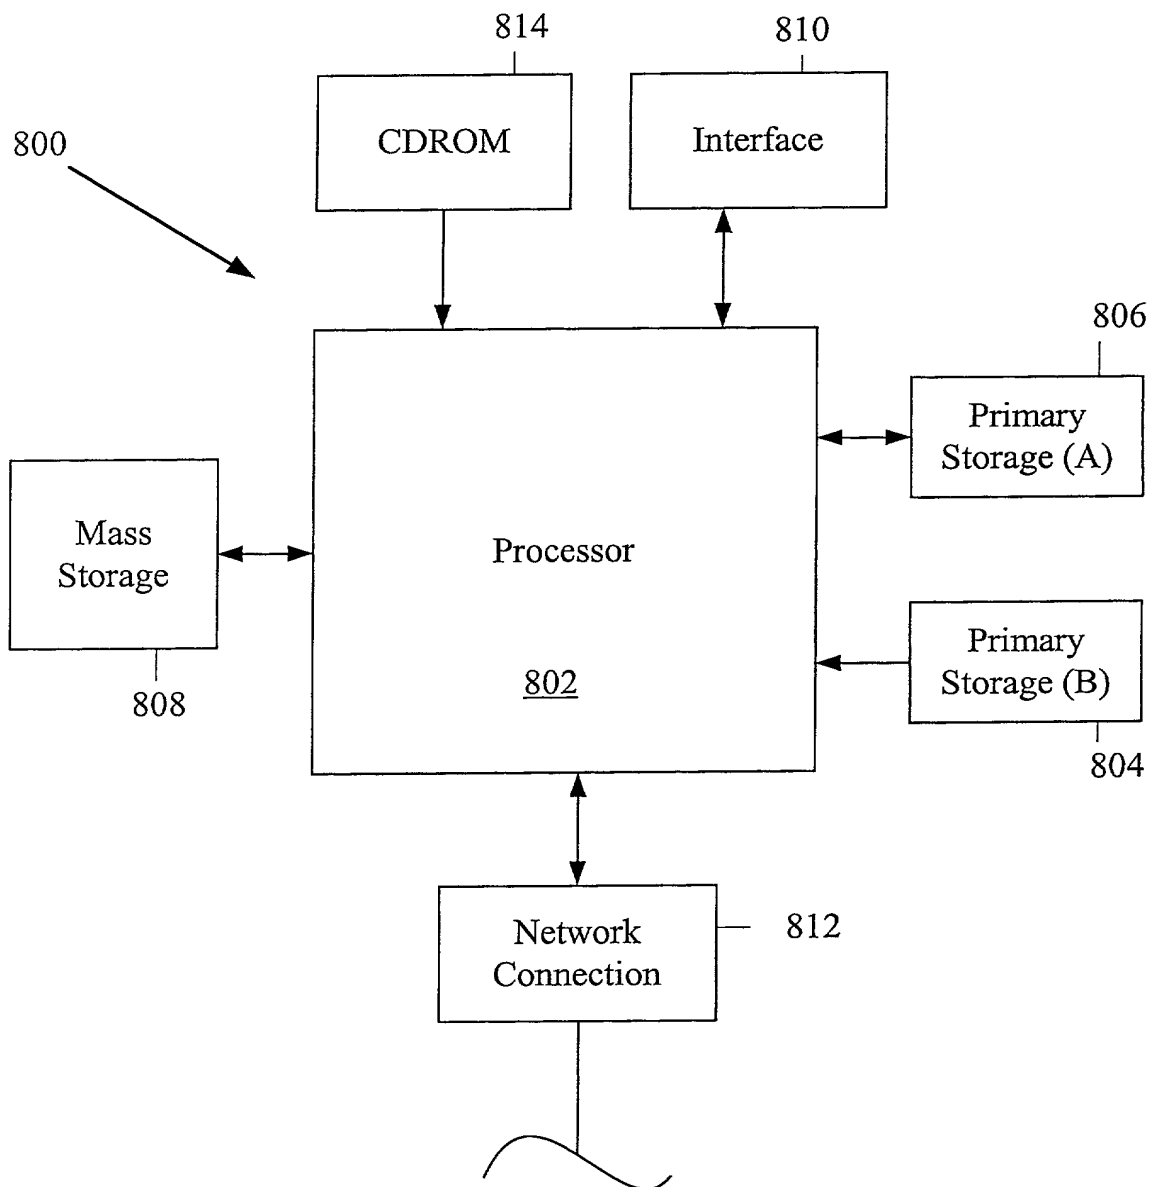 814
810
800
CDROM
Interface
806
Primary
Storage (A)
Mass
Storage
Processor
Primary
Storage (B)
802
808
804
Network
Connection
812